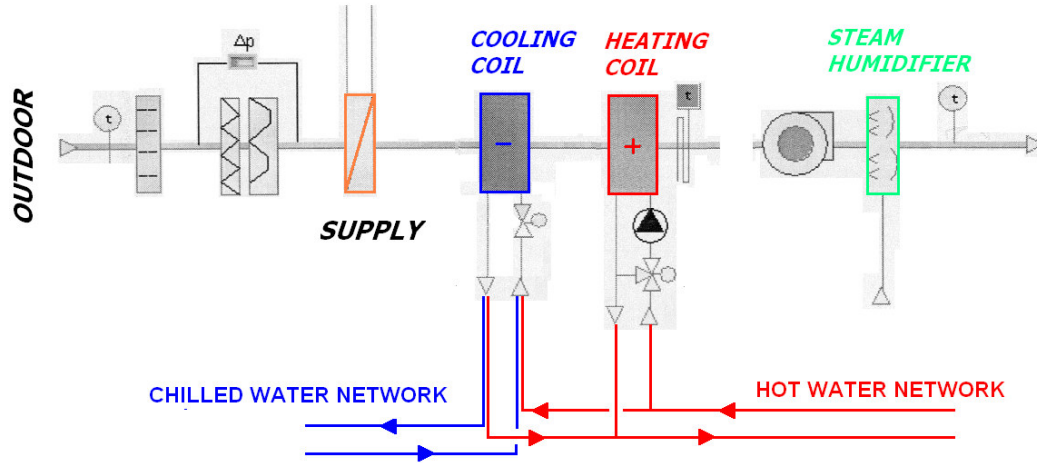 Δp
COOLING
COIL
HEATING
COIL
STEAM
HUMIDIFIER
t
t
t
−
+
OUTDOOR
SUPPLY
CHILLED WATER NETWORK
HOT WATER NETWORK